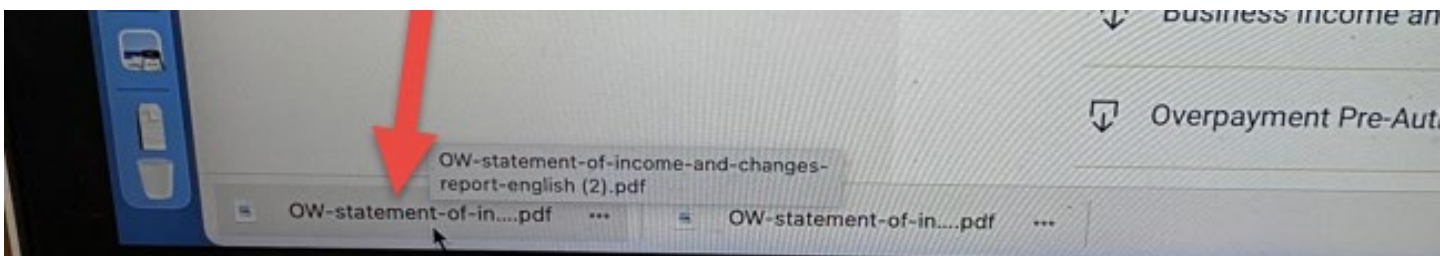 Business Income an
Overpayment Pre-Aut
OW-statement-of-income-and-changes-
report-english (2).pdf
OW-statement-of-in....pdf ...
OW-statement-of-in....pdf ...